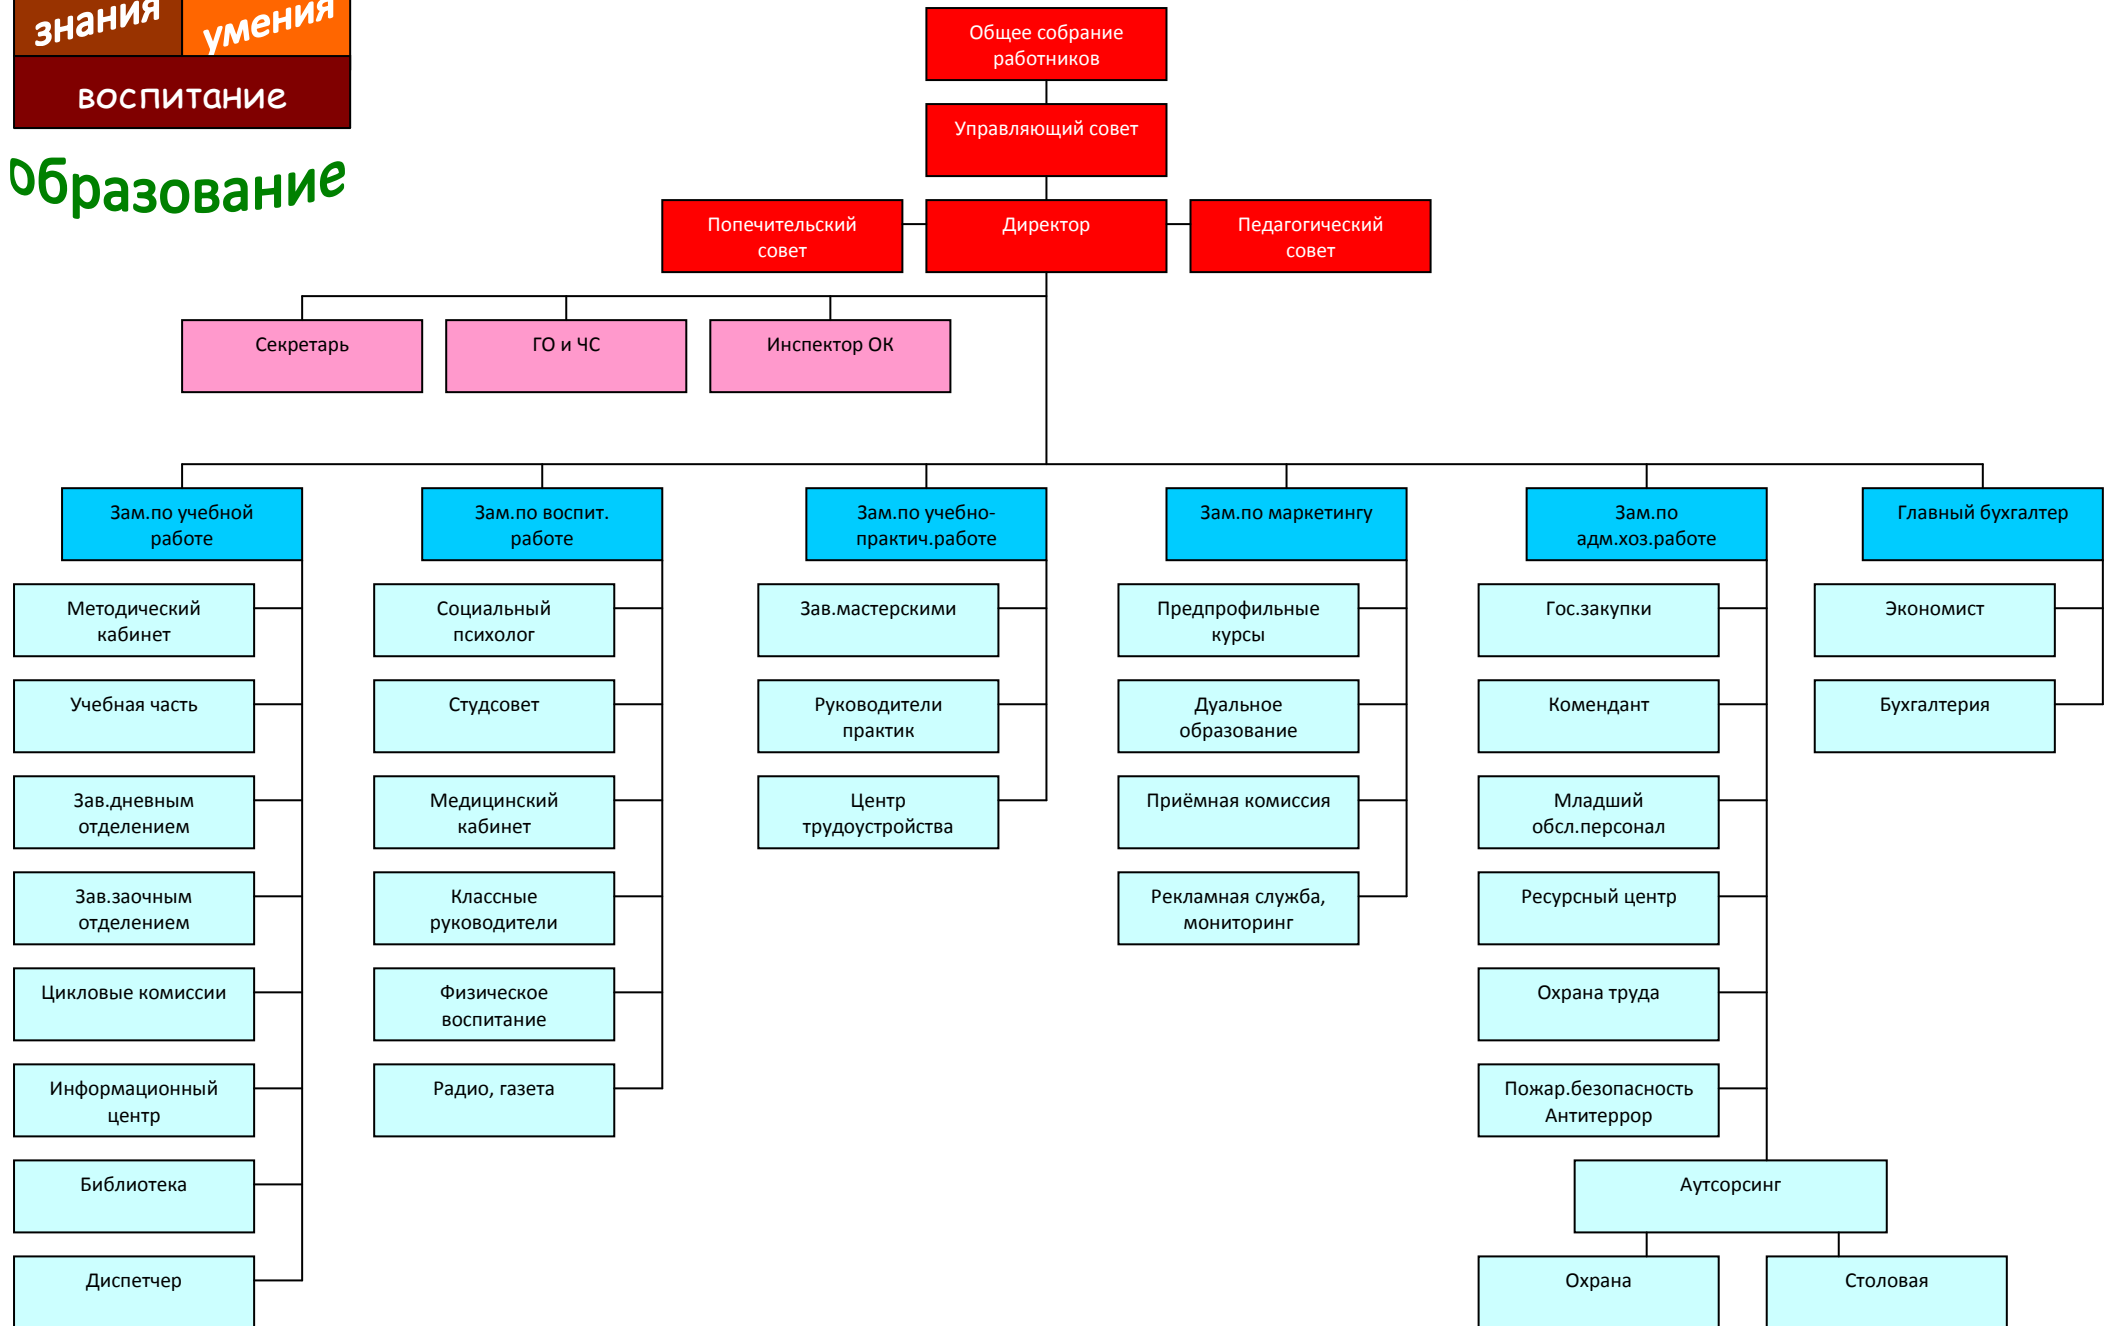 знания
умения
воспитание
образование
Общее собрание
работников
Управляющий совет
Попечительский
совет
Директор
Педагогический
совет
Секретарь
ГО и ЧС
Инспектор ОК
Зам.по учебной
работе
Зам.по воспит.
работе
Зам.по учебно-
практич.работе
Зам.по маркетингу
Зам.по
адм.хоз.работе
Главный бухгалтер
Методический
кабинет
Социальный
психолог
Зав.мастерскими
Предпрофильные
курсы
Гос.закупки
Экономист
Учебная часть
Студсовет
Руководители
практик
Дуальное
образование
Комендант
Бухгалтерия
Зав.дневным
отделением
Медицинский
кабинет
Центр
трудоустройства
Приёмная комиссия
Младший
обсл.персонал
Зав.заочным
отделением
Классные
руководители
Рекламная служба,
мониторинг
Ресурсный центр
Цикловые комиссии
Физическое
воспитание
Охрана труда
Информационный
центр
Радио, газета
Пожар.безопасность
Антитеррор
Библиотека
Аутсорсинг
Диспетчер
Охрана
Столовая